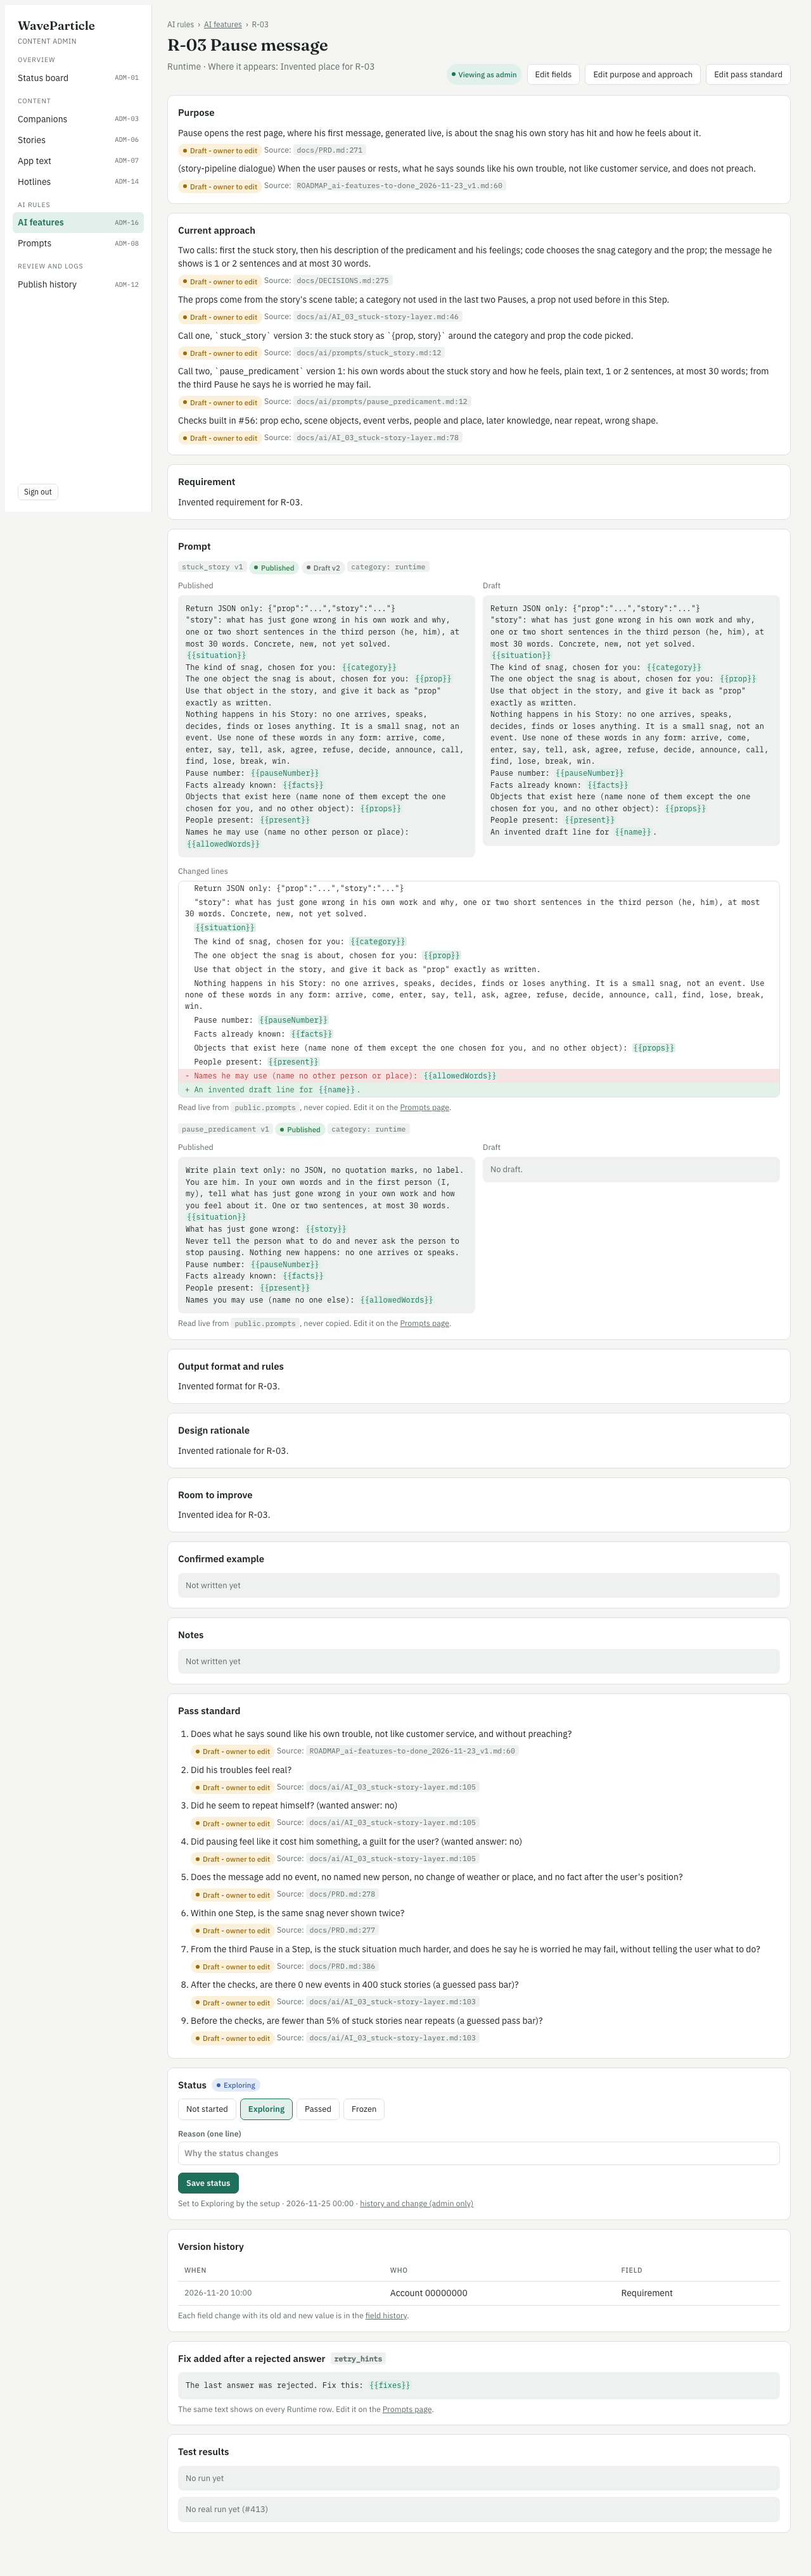 WaveParticle
CONTENT ADMIN
OVERVIEW
Status board ADM-01
CONTENT
Companions ADM-03
Stories ADM-06
App text ADM-07
Hotlines ADM-14
AI RULES
AI features ADM-16
Prompts ADM-08
REVIEW AND LOGS
Publish history ADM-12
Sign out
AI rules › AI features › R-03
R-03 Pause message
Runtime · Where it appears: Invented place for R-03
Viewing as admin
Edit fields
Edit purpose and approach
Edit pass standard
Purpose
Pause opens the rest page, where his first message, generated live, is about the snag his own story has hit and how he feels about it.
Draft - owner to edit Source: docs/PRD.md:271
(story-pipeline dialogue) When the user pauses or rests, what he says sounds like his own trouble, not like customer service, and does not preach.
Draft - owner to edit Source: ROADMAP_ai-features-to-done_2026-11-23_v1.md:60
Current approach
Two calls: first the stuck story, then his description of the predicament and his feelings; code chooses the snag category and the prop; the message he
shows is 1 or 2 sentences and at most 30 words.
Draft - owner to edit Source: docs/DECISIONS.md:275
The props come from the story's scene table; a category not used in the last two Pauses, a prop not used before in this Step.
Draft - owner to edit Source: docs/ai/AI_03_stuck-story-layer.md:46
Call one, `stuck_story` version 3: the stuck story as `{prop, story}` around the category and prop the code picked.
Draft - owner to edit Source: docs/ai/prompts/stuck_story.md:12
Call two, `pause_predicament` version 1: his own words about the stuck story and how he feels, plain text, 1 or 2 sentences, at most 30 words; from
the third Pause he says he is worried he may fail.
Draft - owner to edit Source: docs/ai/prompts/pause_predicament.md:12
Checks built in #56: prop echo, scene objects, event verbs, people and place, later knowledge, near repeat, wrong shape.
Draft - owner to edit Source: docs/ai/AI_03_stuck-story-layer.md:78
Requirement
Invented requirement for R-03.
Prompt
stuck_story v1 Published Draft v2 category: runtime
Published
Return JSON only: {"prop":"...","story":"..."}
"story": what has just gone wrong in his own work and why,
one or two short sentences in the third person (he, him), at
most 30 words. Concrete, new, not yet solved.
{{situation}}
The kind of snag, chosen for you: {{category}}
The one object the snag is about, chosen for you: {{prop}}
Use that object in the story, and give it back as "prop"
exactly as written.
Nothing happens in his Story: no one arrives, speaks,
decides, finds or loses anything. It is a small snag, not an
event. Use none of these words in any form: arrive, come,
enter, say, tell, ask, agree, refuse, decide, announce, call,
find, lose, break, win.
Pause number: {{pauseNumber}}
Facts already known: {{facts}}
Objects that exist here (name none of them except the one
chosen for you, and no other object): {{props}}
People present: {{present}}
Names he may use (name no other person or place):
{{allowedWords}}
Draft
Return JSON only: {"prop":"...","story":"..."}
"story": what has just gone wrong in his own work and why,
one or two short sentences in the third person (he, him), at
most 30 words. Concrete, new, not yet solved.
{{situation}}
The kind of snag, chosen for you: {{category}}
The one object the snag is about, chosen for you: {{prop}}
Use that object in the story, and give it back as "prop"
exactly as written.
Nothing happens in his Story: no one arrives, speaks,
decides, finds or loses anything. It is a small snag, not an
event. Use none of these words in any form: arrive, come,
enter, say, tell, ask, agree, refuse, decide, announce, call,
find, lose, break, win.
Pause number: {{pauseNumber}}
Facts already known: {{facts}}
Objects that exist here (name none of them except the one
chosen for you, and no other object): {{props}}
People present: {{present}}
An invented draft line for {{name}}.
Changed lines
Return JSON only: {"prop":"...","story":"..."}
"story": what has just gone wrong in his own work and why, one or two short sentences in the third person (he, him), at most
30 words. Concrete, new, not yet solved.
{{situation}}
The kind of snag, chosen for you: {{category}}
The one object the snag is about, chosen for you: {{prop}}
Use that object in the story, and give it back as "prop" exactly as written.
Nothing happens in his Story: no one arrives, speaks, decides, finds or loses anything. It is a small snag, not an event. Use
none of these words in any form: arrive, come, enter, say, tell, ask, agree, refuse, decide, announce, call, find, lose, break,
win.
Pause number: {{pauseNumber}}
Facts already known: {{facts}}
Objects that exist here (name none of them except the one chosen for you, and no other object): {{props}}
People present: {{present}}
- Names he may use (name no other person or place): {{allowedWords}}
+ An invented draft line for {{name}}.
Read live from public.prompts, never copied. Edit it on the Prompts page.
pause_predicament v1 Published category: runtime
Published
Write plain text only: no JSON, no quotation marks, no label.
You are him. In your own words and in the first person (I,
my), tell what has just gone wrong in your own work and how
you feel about it. One or two sentences, at most 30 words.
{{situation}}
What has just gone wrong: {{story}}
Never tell the person what to do and never ask the person to
stop pausing. Nothing new happens: no one arrives or speaks.
Pause number: {{pauseNumber}}
Facts already known: {{facts}}
People present: {{present}}
Names you may use (name no one else): {{allowedWords}}
Draft
No draft.
Read live from public.prompts, never copied. Edit it on the Prompts page.
Output format and rules
Invented format for R-03.
Design rationale
Invented rationale for R-03.
Room to improve
Invented idea for R-03.
Confirmed example
Not written yet
Notes
Not written yet
Pass standard
1. Does what he says sound like his own trouble, not like customer service, and without preaching?
Draft - owner to edit Source: ROADMAP_ai-features-to-done_2026-11-23_v1.md:60
2. Did his troubles feel real?
Draft - owner to edit Source: docs/ai/AI_03_stuck-story-layer.md:105
3. Did he seem to repeat himself? (wanted answer: no)
Draft - owner to edit Source: docs/ai/AI_03_stuck-story-layer.md:105
4. Did pausing feel like it cost him something, a guilt for the user? (wanted answer: no)
Draft - owner to edit Source: docs/ai/AI_03_stuck-story-layer.md:105
5. Does the message add no event, no named new person, no change of weather or place, and no fact after the user's position?
Draft - owner to edit Source: docs/PRD.md:278
6. Within one Step, is the same snag never shown twice?
Draft - owner to edit Source: docs/PRD.md:277
7. From the third Pause in a Step, is the stuck situation much harder, and does he say he is worried he may fail, without telling the user what to do?
Draft - owner to edit Source: docs/PRD.md:386
8. After the checks, are there 0 new events in 400 stuck stories (a guessed pass bar)?
Draft - owner to edit Source: docs/ai/AI_03_stuck-story-layer.md:103
9. Before the checks, are fewer than 5% of stuck stories near repeats (a guessed pass bar)?
Draft - owner to edit Source: docs/ai/AI_03_stuck-story-layer.md:103
Status Exploring
Not started Exploring Passed Frozen
Reason (one line)
Why the status changes
Save status
Set to Exploring by the setup · 2026-11-25 00:00 · history and change (admin only)
Version history
WHEN WHO FIELD
2026-11-20 10:00 Account 00000000 Requirement
Each field change with its old and new value is in the field history.
Fix added after a rejected answer retry_hints
The last answer was rejected. Fix this: {{fixes}}
The same text shows on every Runtime row. Edit it on the Prompts page.
Test results
No run yet
No real run yet (#413)